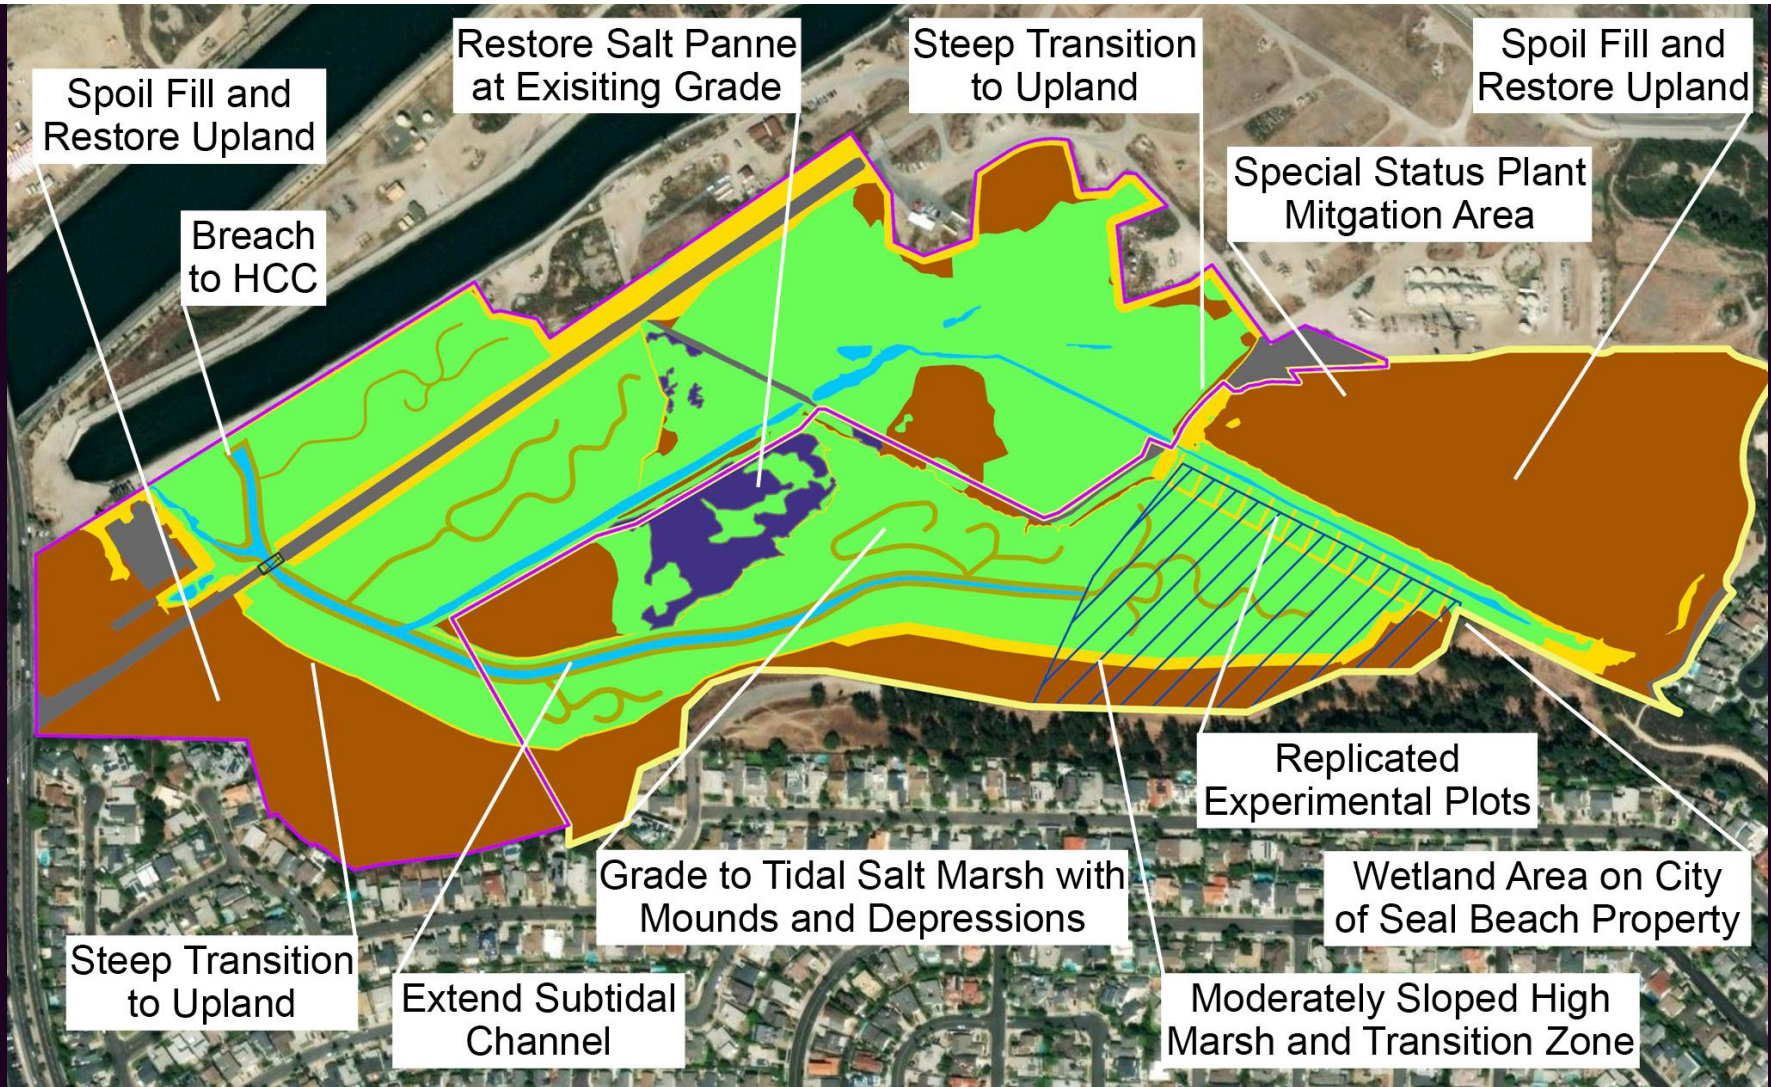 Restore Salt Panne
at Exisiting Grade
Steep Transition
to Upland
Spoil Fill and
Restore Upland
Spoil Fill and
Restore Upland
Special Status Plant
Mitgation Area
Breach
to HCC
Replicated
Experimental Plots
Grade to Tidal Salt Marsh with
Mounds and Depressions
Wetland Area on City
of Seal Beach Property
Steep Transition
to Upland
Extend Subtidal
Channel
Moderately Sloped High
Marsh and Transition Zone